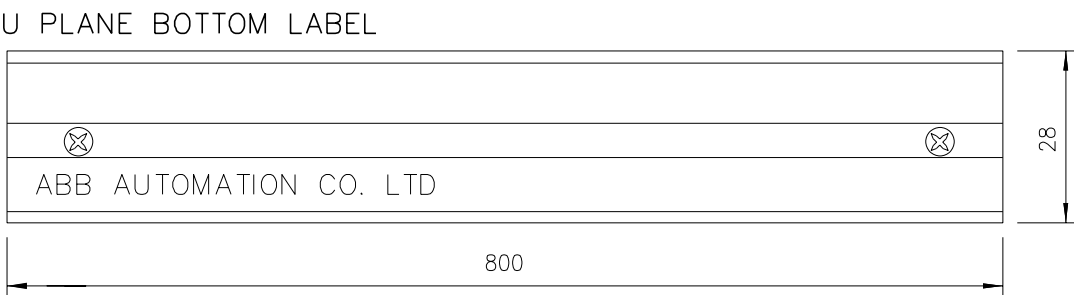 U PLANE BOTTOM LABEL
28
ABB AUTOMATION CO. LTD
800